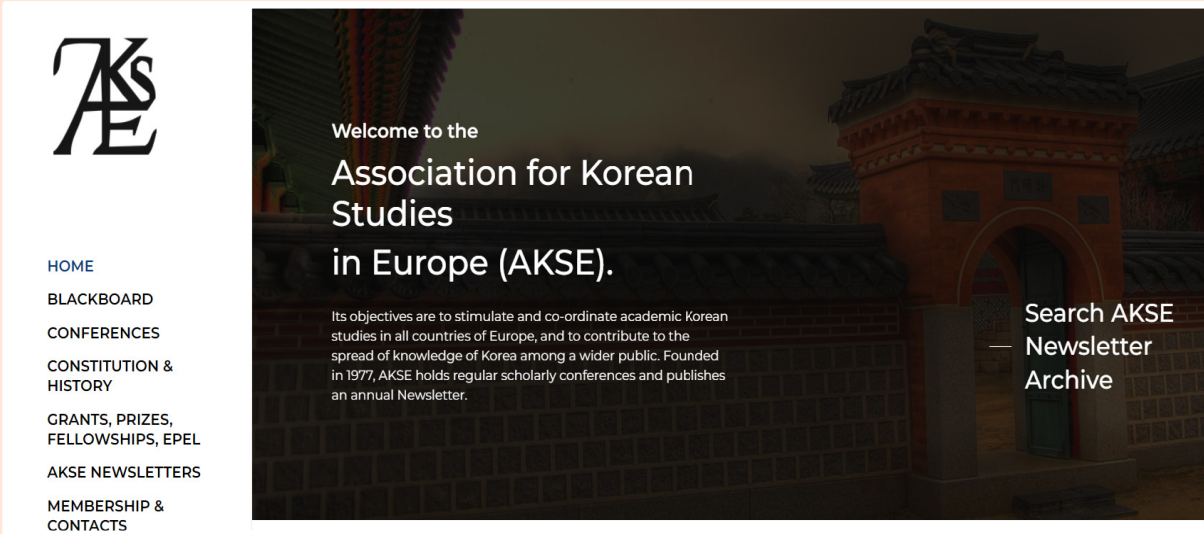 AKSE
HOME
BLACKBOARD
CONFERENCES
CONSTITUTION &
HISTORY
GRANTS, PRIZES,
FELLOWSHIPS, EPEL
AKSE NEWSLETTERS
MEMBERSHIP &
CONTACTS
Welcome to the
Association for Korean
Studies
in Europe (AKSE).
Its objectives are to stimulate and co-ordinate academic Korean
studies in all countries of Europe, and to contribute to the
spread of knowledge of Korea among a wider public. Founded
in 1977, AKSE holds regular scholarly conferences and publishes
an annual Newsletter.
Search AKSE
Newsletter
Archive